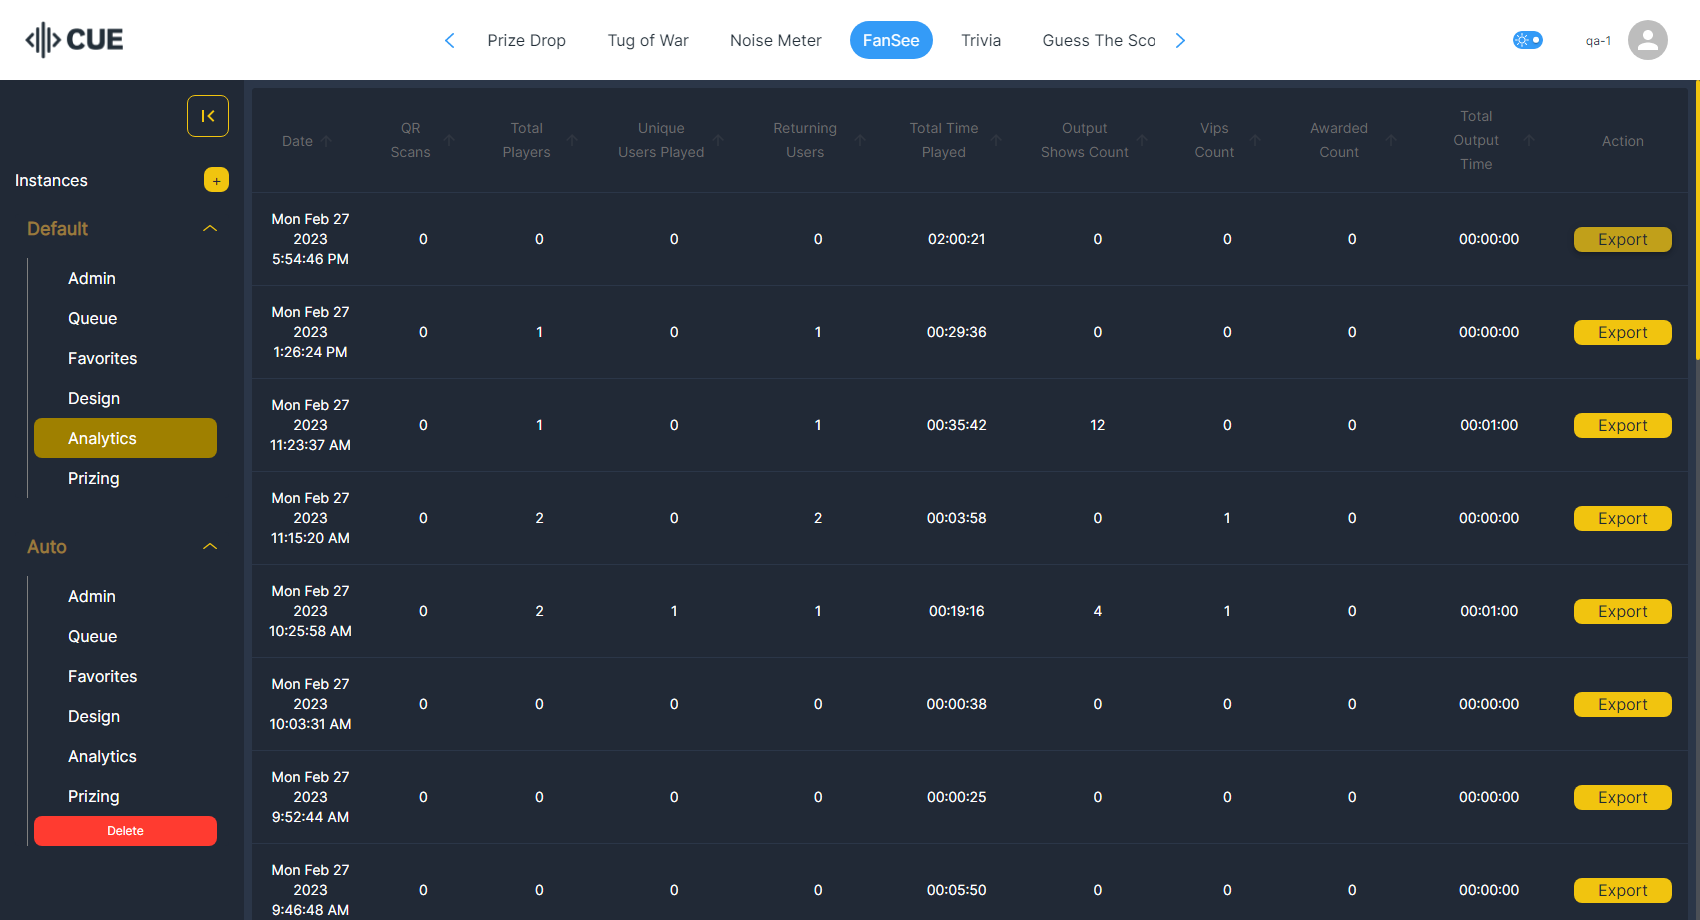 CUE
Prize Drop Tug of War Noise Meter FanSee Trivia Guess The Sco
qa-1
Instances
+
Default
Admin
Queue
Favorites
Design
Analytics
Prizing
Auto
Admin
Queue
Favorites
Design
Analytics
Prizing
Delete
Date
QR
Scans
Total
Players
Unique
Users Played
Returning
Users
Total Time
Played
Output
Shows Count
Vips
Count
Awarded
Count
Total
Output
Time
Action
Mon Feb 27
2023
5:54:46 PM
0 0 0 0 02:00:21 0 0 0 00:00:00 Export
Mon Feb 27
2023
1:26:24 PM
0 1 0 1 00:29:36 0 0 0 00:00:00 Export
Mon Feb 27
2023
11:23:37 AM
0 1 0 1 00:35:42 12 0 0 00:01:00 Export
Mon Feb 27
2023
11:15:20 AM
0 2 0 2 00:03:58 0 1 0 00:00:00 Export
Mon Feb 27
2023
10:25:58 AM
0 2 1 1 00:19:16 4 1 0 00:01:00 Export
Mon Feb 27
2023
10:03:31 AM
0 0 0 0 00:00:38 0 0 0 00:00:00 Export
Mon Feb 27
2023
9:52:44 AM
0 0 0 0 00:00:25 0 0 0 00:00:00 Export
Mon Feb 27
2023
9:46:48 AM
0 0 0 0 00:05:50 0 0 0 00:00:00 Export